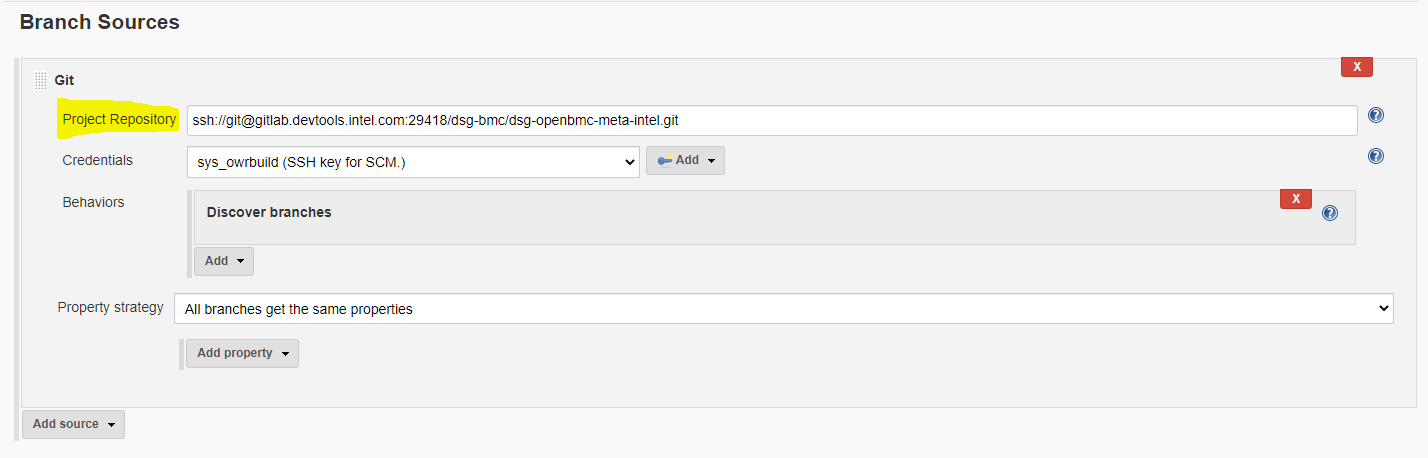 Branch Sources
X
Git
Project Repository ssh://git@gitlab.devtools.intel.com:29418/dsg-bmc/dsg-openbmc-meta-intel.git ?
Credentials sys_owrbuild (SSH key for SCM.) Add ?
Behaviors
Discover branches X ?
Add
Property strategy All branches get the same properties
Add property
Add source